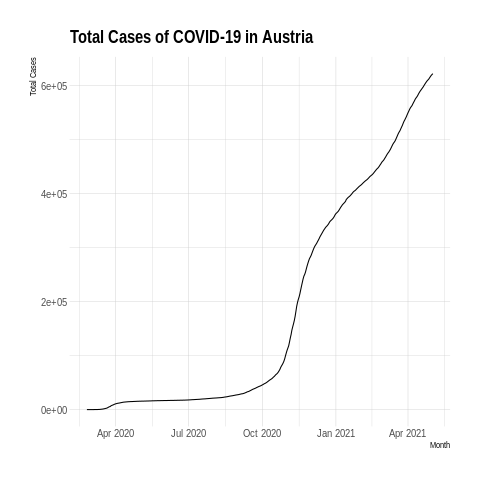 Total Cases of COVID-19 in Austria
Total Cases
6e+05
4e+05
2e+05
0e+00
Apr 2020 Jul 2020 Oct 2020 Jan 2021 Apr 2021
Month